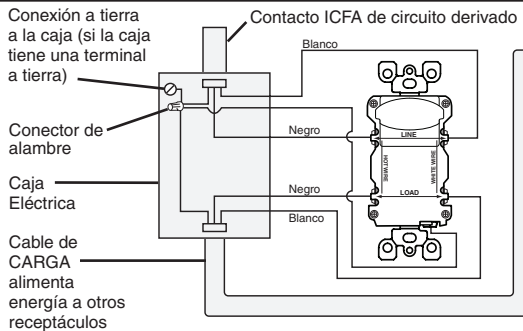 Conexión a tierra
a la caja (si la caja
tiene una terminal
a tierra)
Contacto ICFA de circuito derivado
Blanco
Conector de
alambre
Negro
LINE
HOT WIRE
WHITE WIRE
Caja
Eléctrica
Negro
LOAD
Blanco
Cable de
CARGA
alimenta
energía a otros
receptáculos